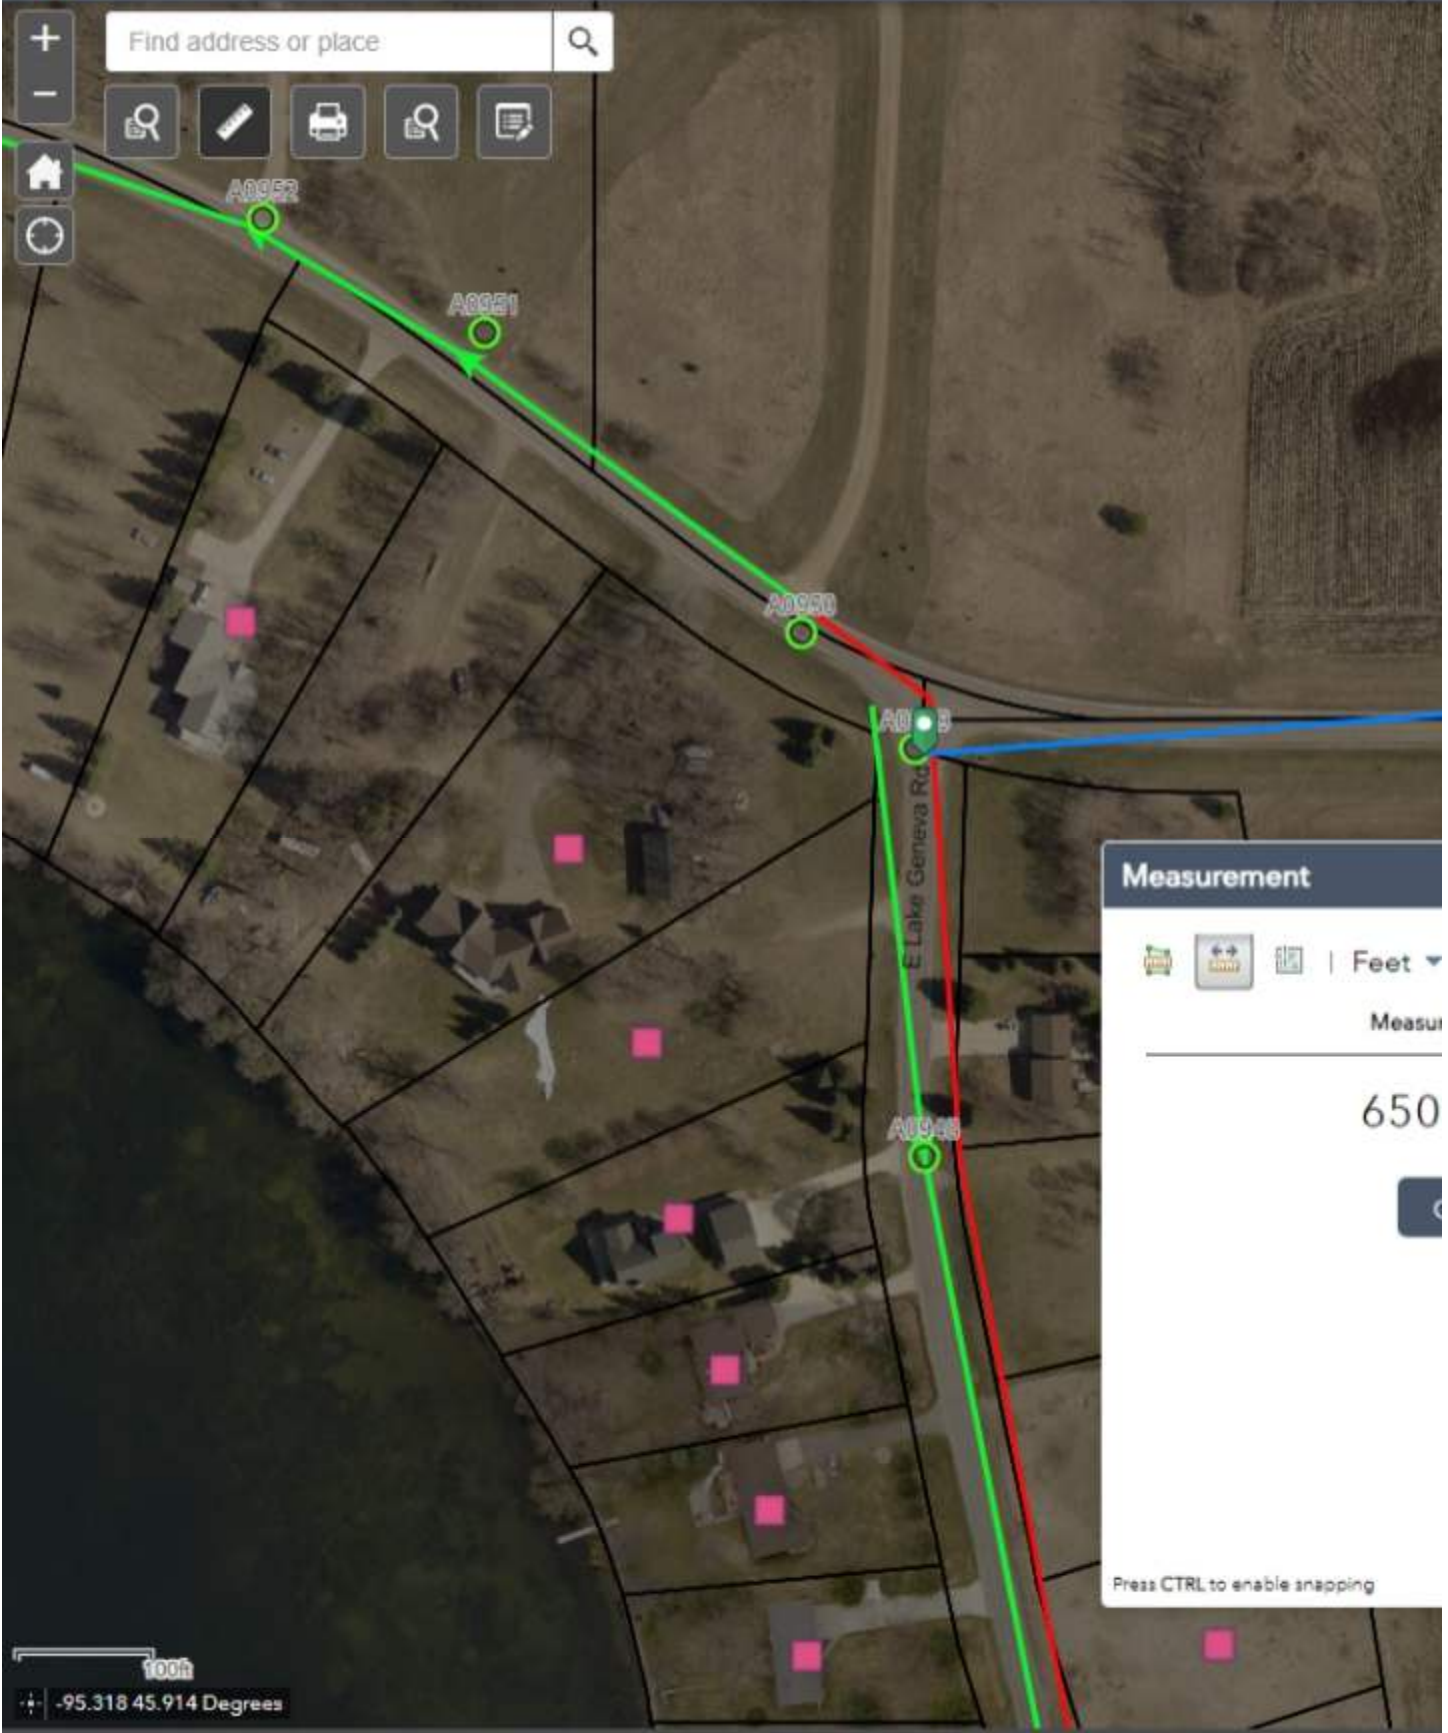 +
Find address or place
−
A0952
A0951
A0950
E Lake Geneva Rd
Measurement
Feet
Measur
650
Press CTRL to enable snapping
100ft
-95.318 45.914 Degrees